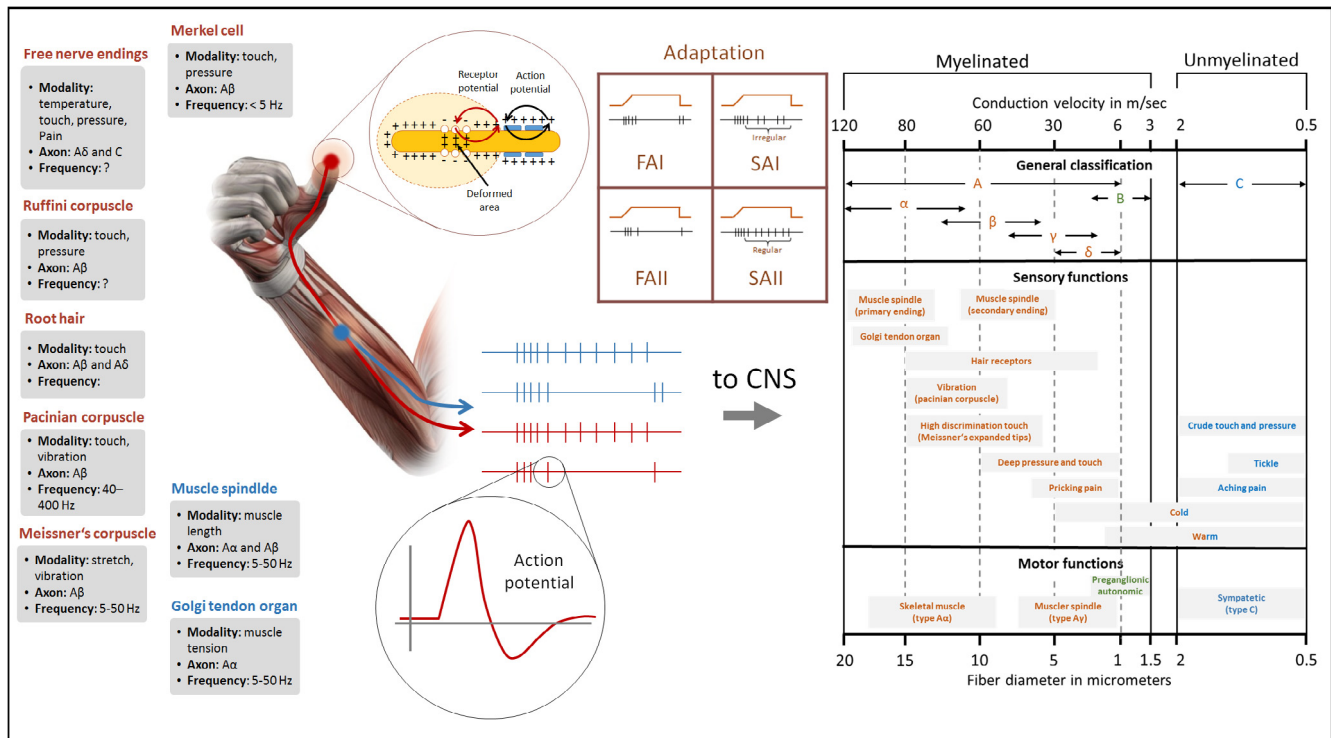 Free nerve endings
• Modality:
temperature,
touch, pressure,
Pain
• Axon: Aδ and C
• Frequency: ?
Ruffini corpuscle
• Modality: touch,
pressure
• Axon: Aβ
• Frequency: ?
Root hair
• Modality: touch
• Axon: Aβ and Aδ
• Frequency:
Pacinian corpuscle
• Modality: touch,
vibration
• Axon: Aβ
• Frequency: 40–
400 Hz
Meissner's corpuscle
• Modality: stretch,
vibration
• Axon: Aβ
• Frequency: 5-50 Hz
Merkel cell
• Modality: touch,
pressure
• Axon: Aβ
• Frequency: < 5 Hz
Muscle spindlde
• Modality: muscle
length
• Axon: Aα and Aβ
• Frequency: 5-50 Hz
Golgi tendon organ
• Modality: muscle
tension
• Axon: Aα
• Frequency: 5-50 Hz
Receptor
potential
Action
potential
Deformed
area
Adaptation
Irregular
FAI SAI
Regular
FAII SAII
to CNS
Action
potential
Myelinated Unmyelinated
Conduction velocity in m/sec
120 80 60 30 6 3 2 0.5
General classification
A C
B
α
β
γ
δ
Sensory functions
Muscle spindle
(primary ending)
Muscle spindle
(secondary ending)
Golgi tendon organ
Hair receptors
Vibration
(pacinian corpuscle)
High discrimination touch
(Meissner's expanded tips)
Crude touch and pressure
Deep pressure and touch
Tickle
Pricking pain
Aching pain
Cold
Warm
Motor functions
Preganglionic
autonomic
Skeletal muscle
(type Aα)
Muscler spindle
(type Aγ)
Sympatetic
(type C)
20 15 10 5 1 1.5 2 0.5
Fiber diameter in micrometers